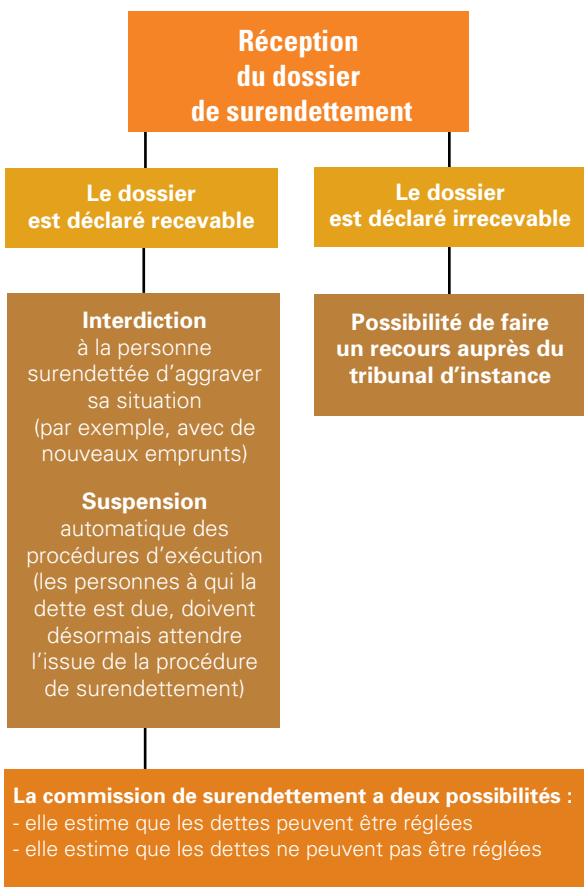 Réception
du dossier
de surendettement
Le dossier
est déclaré recevable
Le dossier
est déclaré irrecevable
Interdiction
à la personne
surendettée d'aggraver
sa situation
(par exemple, avec de
nouveaux emprunts)
Suspension
automatique des
procédures d'exécution
(les personnes à qui la
dette est due, doivent
désormais attendre
l'issue de la procédure
de surendettement)
Possibilité de faire
un recours auprès du
tribunal d'instance
La commission de surendettement a deux possibilités :
- elle estime que les dettes peuvent être réglées
- elle estime que les dettes ne peuvent pas être réglées